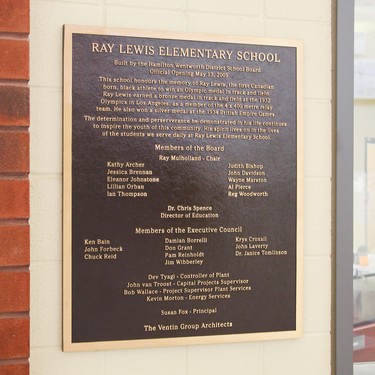 RAY LEWIS ELEMENTARY SCHOOL
Built by the Hamilton-Wentworth District School Board
Official Opening May 13, 2005
This school honours the memory of Ray Lewis, the first Canadian
born, black athlete to win an Olympic medal in track and field.
Ray Lewis earned a bronze medal in track and field at the 1932
Olympics in Los Angeles, as a member of the 4 x 400 metre relay
team. He also won a silver medal at the 1934 British Empire Games.
The determination and perserverance he demonstrated in his life continues
to inspire the youth of this community. His spirit lives on in the lives
of the students we serve daily at Ray Lewis Elementary School.
Members of the Board
Ray Mulholland - Chair
Kathy Archer Judith Bishop
Jessica Brennan John Davidson
Eleanor Johnstone Wayne Marston
Lillian Orban Al Pierce
Ian Thompson Reg Woodworth
Dr. Chris Spence
Director of Education
Members of the Executive Council
Ken Bain Damian Borrelli Krys Croxall
John Forbeck Don Grant John Laverty
Chuck Reid Pam Reinholdt Dr. Janice Tomlinson
Jim Wibberley
Dev Tyagi - Controller of Plant
John van Troost - Capital Projects Supervisor
Bob Wallace - Project Supervisor Plant Services
Kevin Morton - Energy Services
Susan Fox - Principal
The Ventin Group Architects